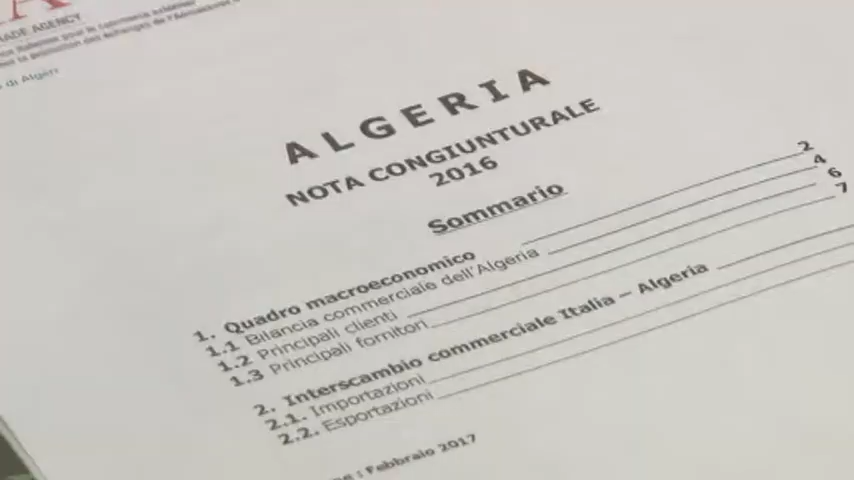 ADE AGENCY
di Algeri
ALGERIA
NOTA CONGIUNTURALE
2016
Sommario
1. Quadro macroeconomico 2
1.1 Bilancia commerciale dell'Algeria 4
1.2 Principali clienti 6
1.3 Principali fornitori 7
2. Interscambio commerciale Italia – Algeria
2.1. Importazioni
2.2. Esportazioni
: Febbraio 2017